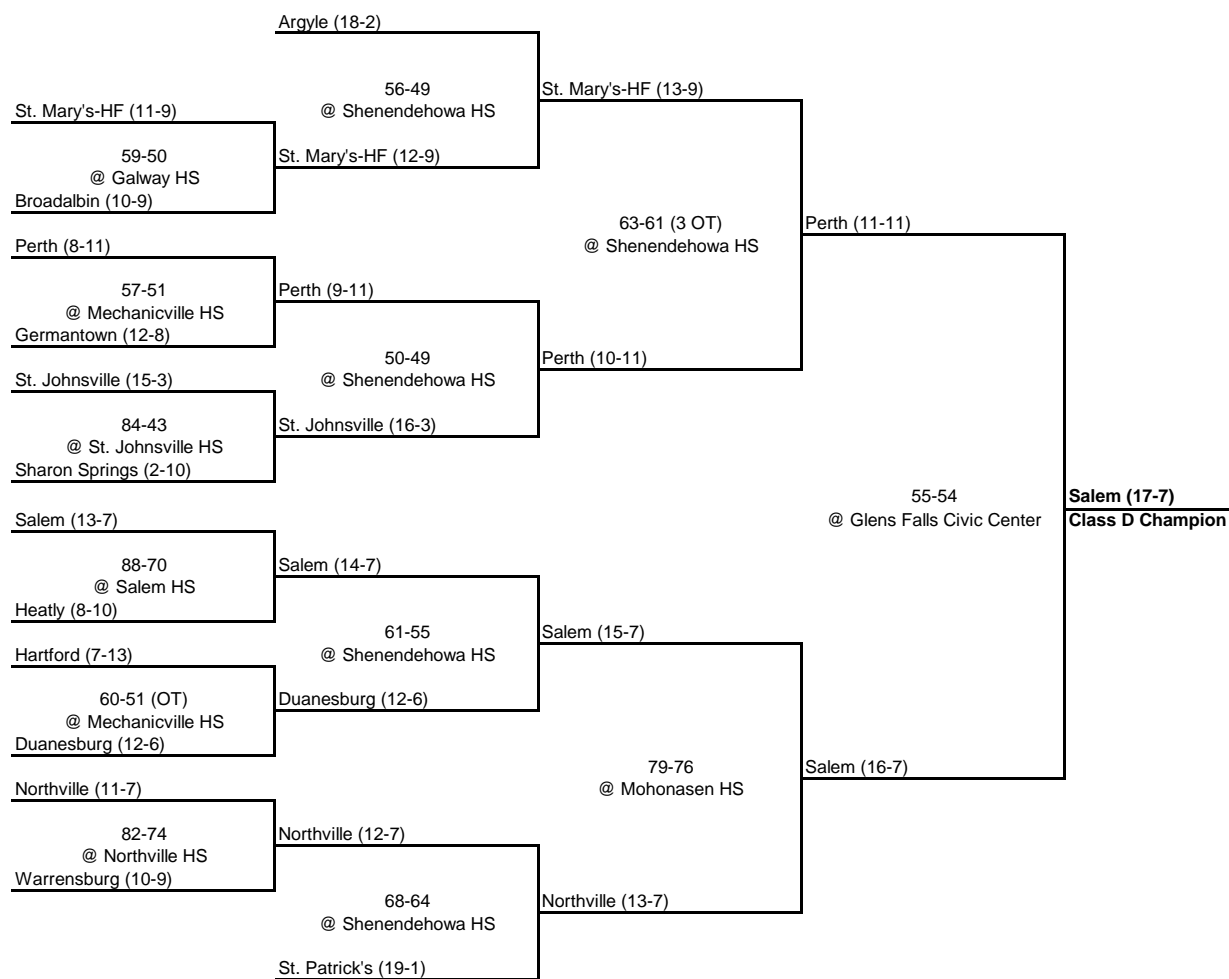 Argyle (18-2)
56-49
@ Shenendehowa HS
St. Mary's-HF (13-9)
St. Mary's-HF (11-9)
59-50
@ Galway HS
St. Mary's-HF (12-9)
Broadalbin (10-9)
63-61 (3 OT)
@ Shenendehowa HS
Perth (11-11)
Perth (8-11)
57-51
@ Mechanicville HS
Perth (9-11)
Germantown (12-8)
50-49
@ Shenendehowa HS
Perth (10-11)
St. Johnsville (15-3)
84-43
@ St. Johnsville HS
St. Johnsville (16-3)
Sharon Springs (2-10)
55-54
@ Glens Falls Civic Center
Salem (17-7)
Class D Champion
Salem (13-7)
88-70
@ Salem HS
Salem (14-7)
Heatly (8-10)
61-55
@ Shenendehowa HS
Salem (15-7)
Hartford (7-13)
60-51 (OT)
@ Mechanicville HS
Duanesburg (12-6)
Duanesburg (12-6)
79-76
@ Mohonasen HS
Salem (16-7)
Northville (11-7)
82-74
@ Northville HS
Northville (12-7)
Warrensburg (10-9)
68-64
@ Shenendehowa HS
Northville (13-7)
St. Patrick's (19-1)